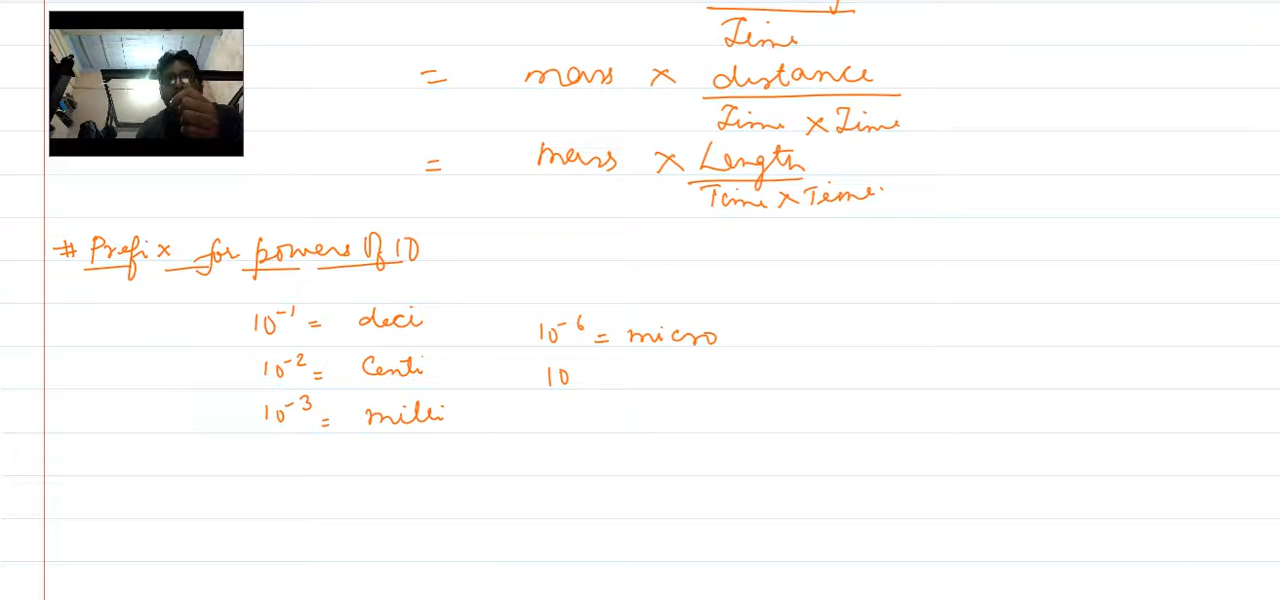 Time
= mass × distance
Time × Time
= mass × Length
Time × Time.
# Prefix for powers of 10
10⁻¹ = deci
10⁻² = Centi
10⁻³ = milli
10⁻⁶ = micro
10